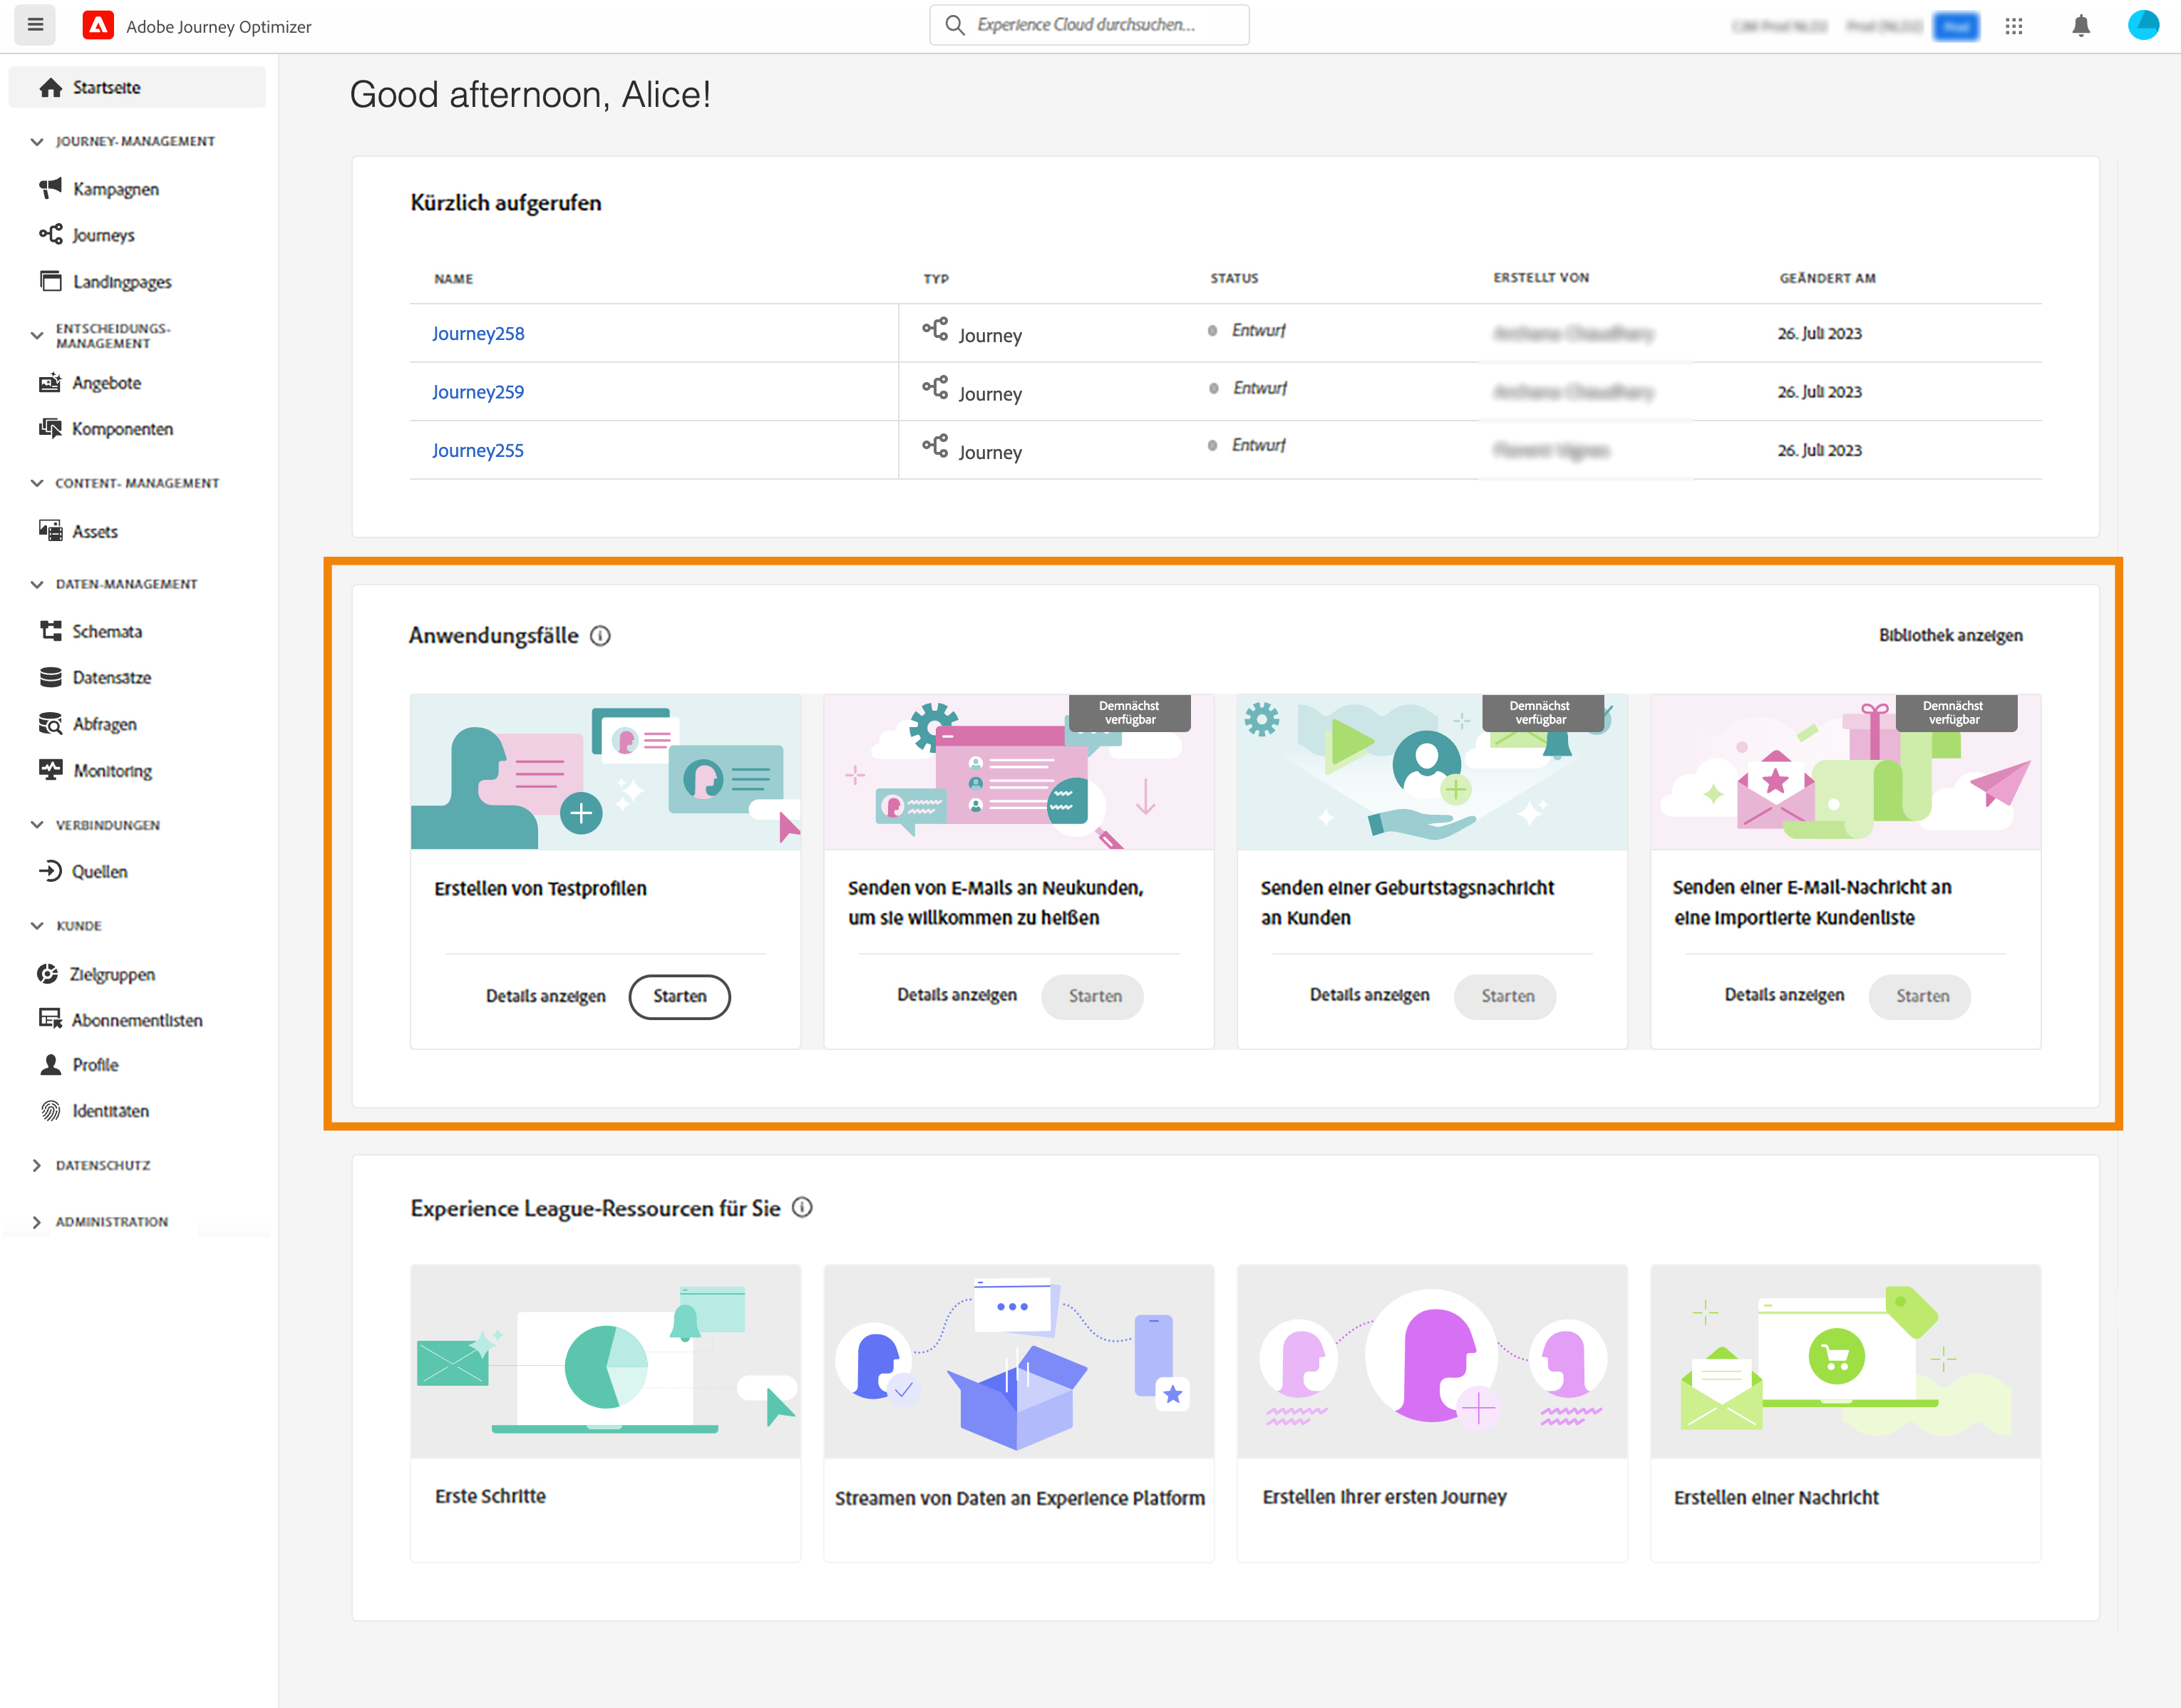 Adobe Journey Optimizer
Experience Cloud durchsuchen...
Startseite
JOURNEY-MANAGEMENT
Kampagnen
Journeys
Landingpages
ENTSCHEIDUNGS-
MANAGEMENT
Angebote
Komponenten
CONTENT- MANAGEMENT
Assets
DATEN-MANAGEMENT
Schemata
Datensätze
Abfragen
Monitoring
VERBINDUNGEN
Quellen
KUNDE
Zielgruppen
Abonnementlisten
Profile
Identitäten
DATENSCHUTZ
ADMINISTRATION
Good afternoon, Alice!
Kürzlich aufgerufen
NAME TYP STATUS ERSTELLT VON GEÄNDERT AM
Journey258 Journey Entwurf 26. Juli 2023
Journey259 Journey Entwurf 26. Juli 2023
Journey255 Journey Entwurf 26. Juli 2023
Anwendungsfälle
Bibliothek anzeigen
Erstellen von Testprofilen
Details anzeigen Starten
Demnächst
verfügbar
Senden von E-Mails an Neukunden,
um sie willkommen zu heißen
Details anzeigen Starten
Demnächst
verfügbar
Senden einer Geburtstagsnachricht
an Kunden
Details anzeigen Starten
Demnächst
verfügbar
Senden einer E-Mail-Nachricht an
eine importierte Kundenliste
Details anzeigen Starten
Experience League-Ressourcen für Sie
Erste Schritte
Streamen von Daten an Experience Platform
Erstellen Ihrer ersten Journey
Erstellen einer Nachricht